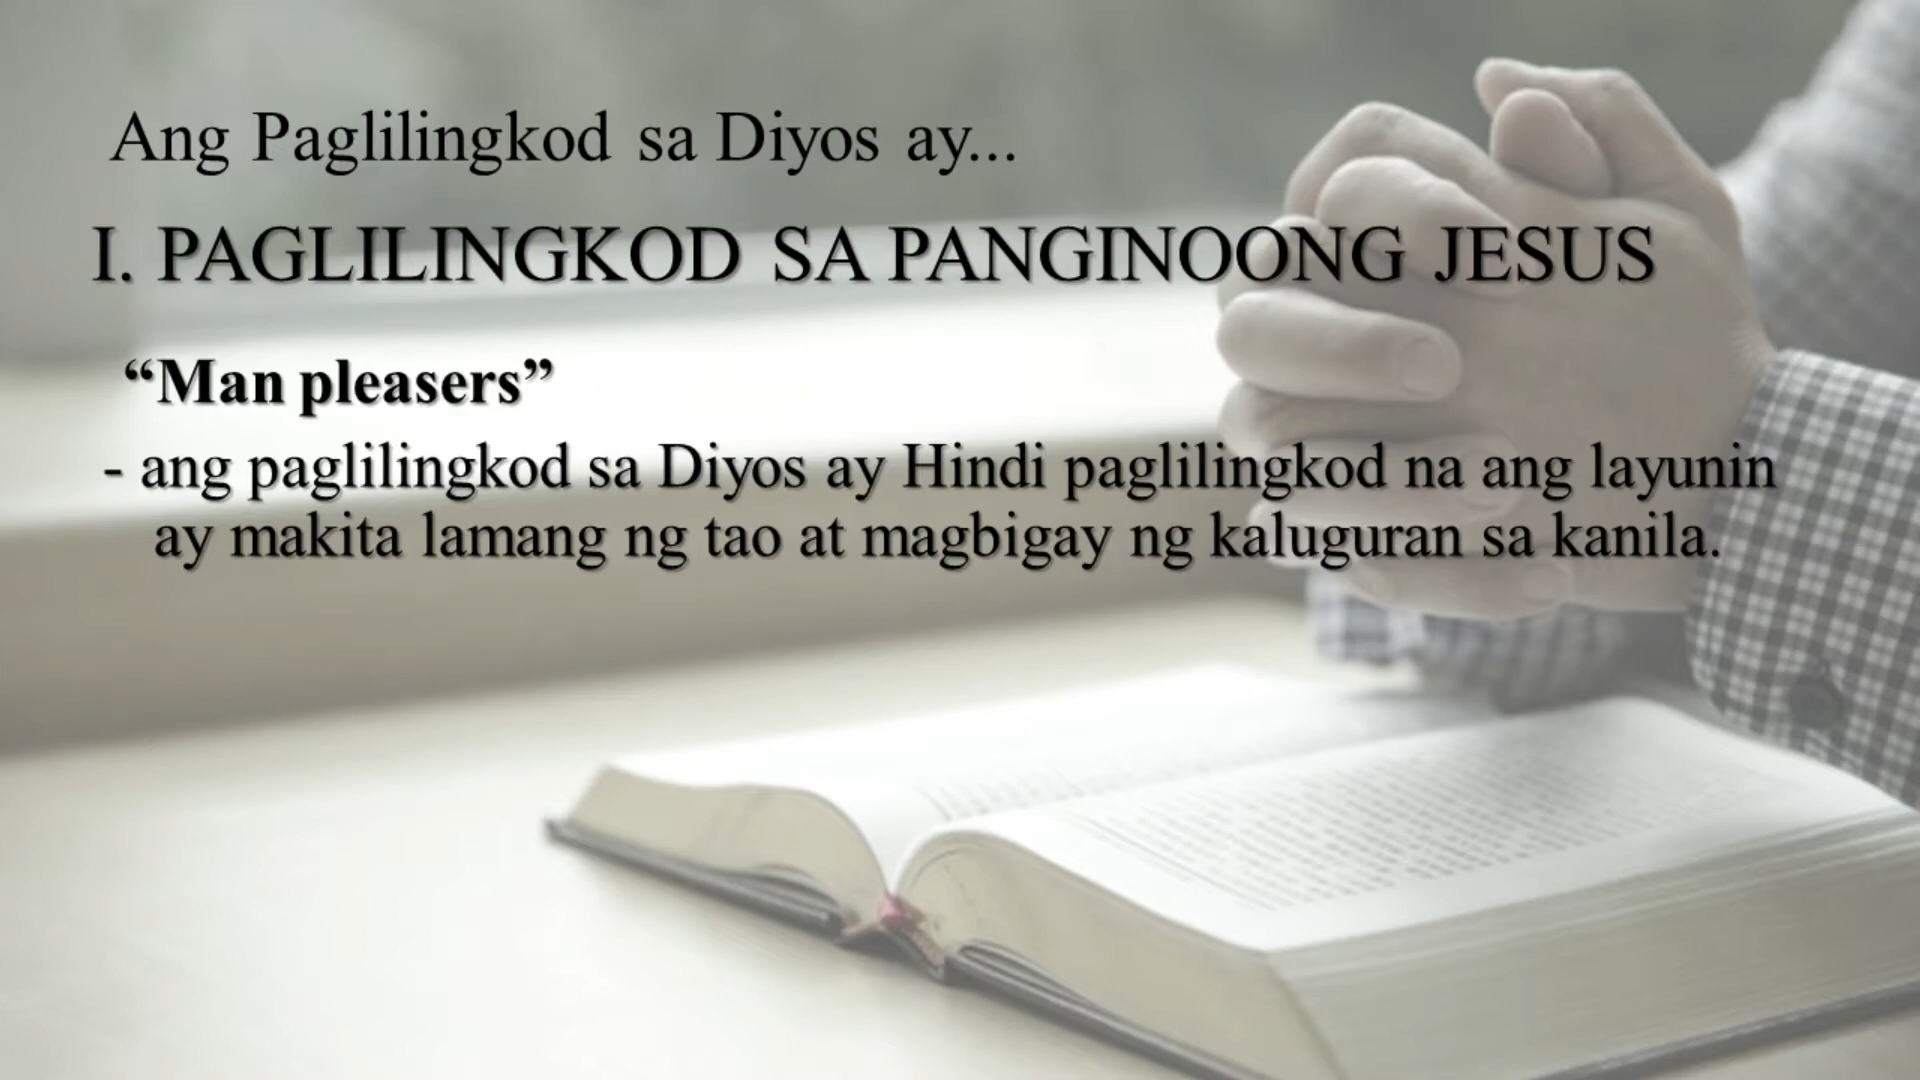 Ang Paglilingkod sa Diyos ay...
I. PAGLILINGKOD SA PANGINOONG JESUS
“Man pleasers”
- ang paglilingkod sa Diyos ay Hindi paglilingkod na ang layunin
ay makita lamang ng tao at magbigay ng kaluguran sa kanila.